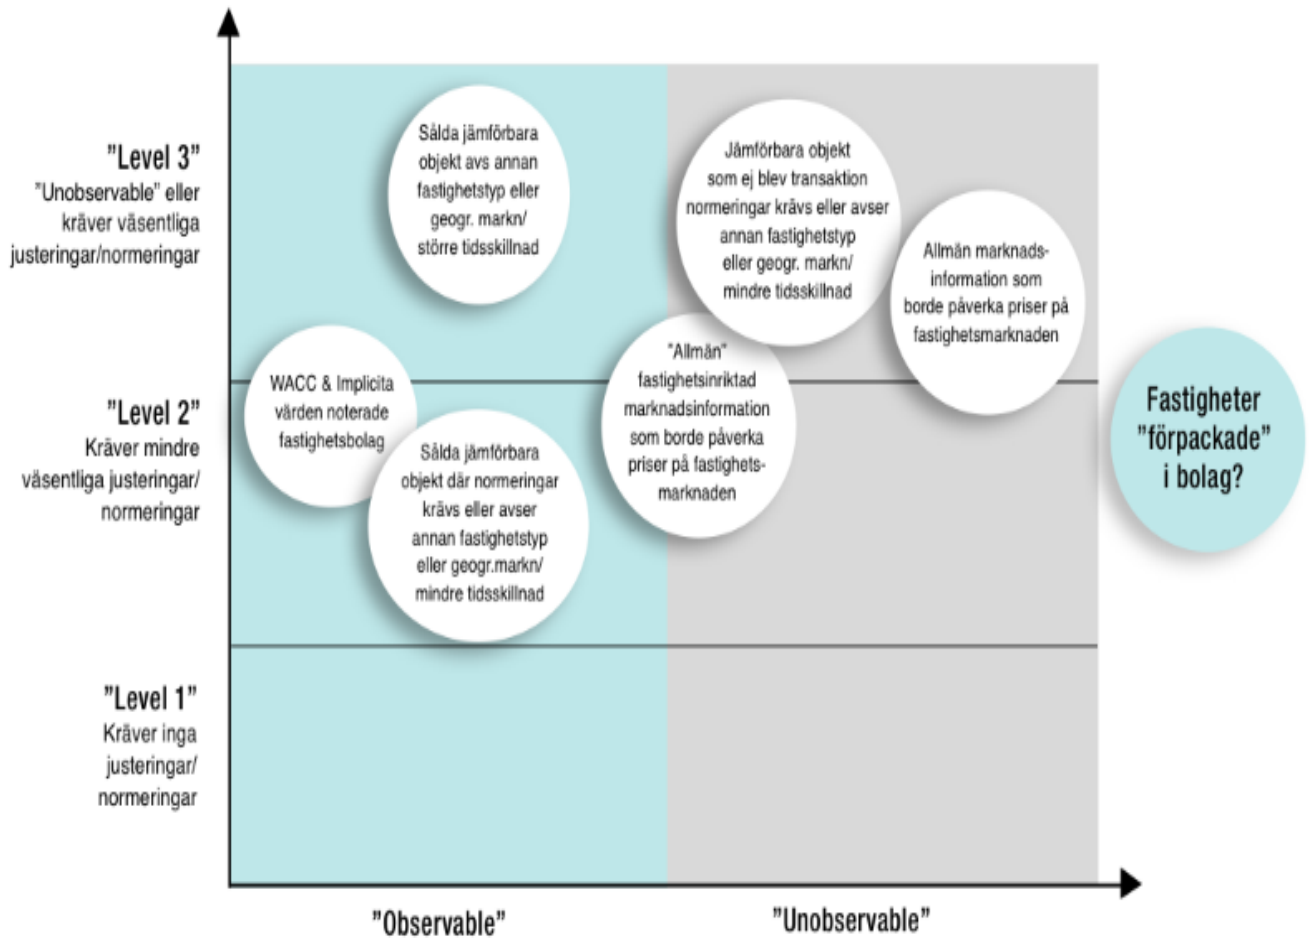 "Level 3"
"Unobservable" eller
kräver väsentliga
justeringar/normeringar
Sålda jämförbara
objekt avs annan
fastighetstyp eller
geogr. markn/
större tidsskillnad
Jämförbara objekt
som ej blev transaktion
normeringar krävs eller avser
annan fastighetstyp
eller geogr. markn/
mindre tidsskillnad
Allmän marknads-
information som
borde påverka priser på
fastighetsmarknaden
"Level 2"
Kräver mindre
väsentliga justeringar/
normeringar
WACC & Implicita
värden noterade
fastighetsbolag
Sålda jämförbara
objekt där normeringar
krävs eller avser
annan fastighetstyp
eller geogr.markn/
mindre tidsskillnad
"Allmän"
fastighetsinriktad
marknadsinformation
som borde påverka
priser på fastighets-
marknaden
Fastigheter
"förpackade"
i bolag?
"Level 1"
Kräver inga
justeringar/
normeringar
"Observable"
"Unobservable"